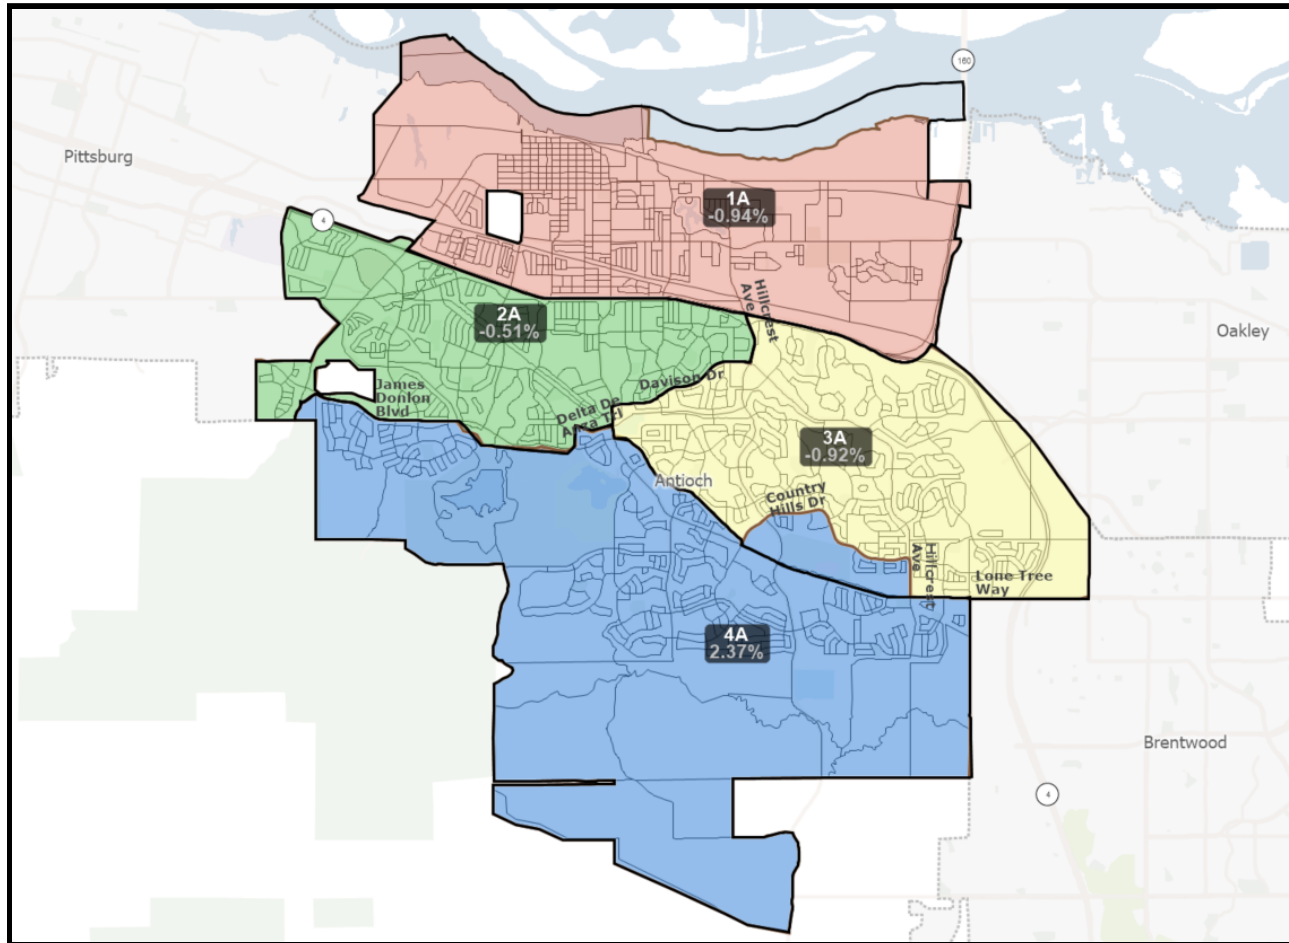 160
Pittsburg
1A
-0.94%
4
Hillcrest
Ave
2A
-0.51%
Oakley
Davison Dr
James
Donlon
Blvd
Delta De
Anza Trl
3A
-0.92%
Antioch
Country
Hills Dr
Hillcrest
Ave
Lone Tree
Way
4A
2.37%
Brentwood
4